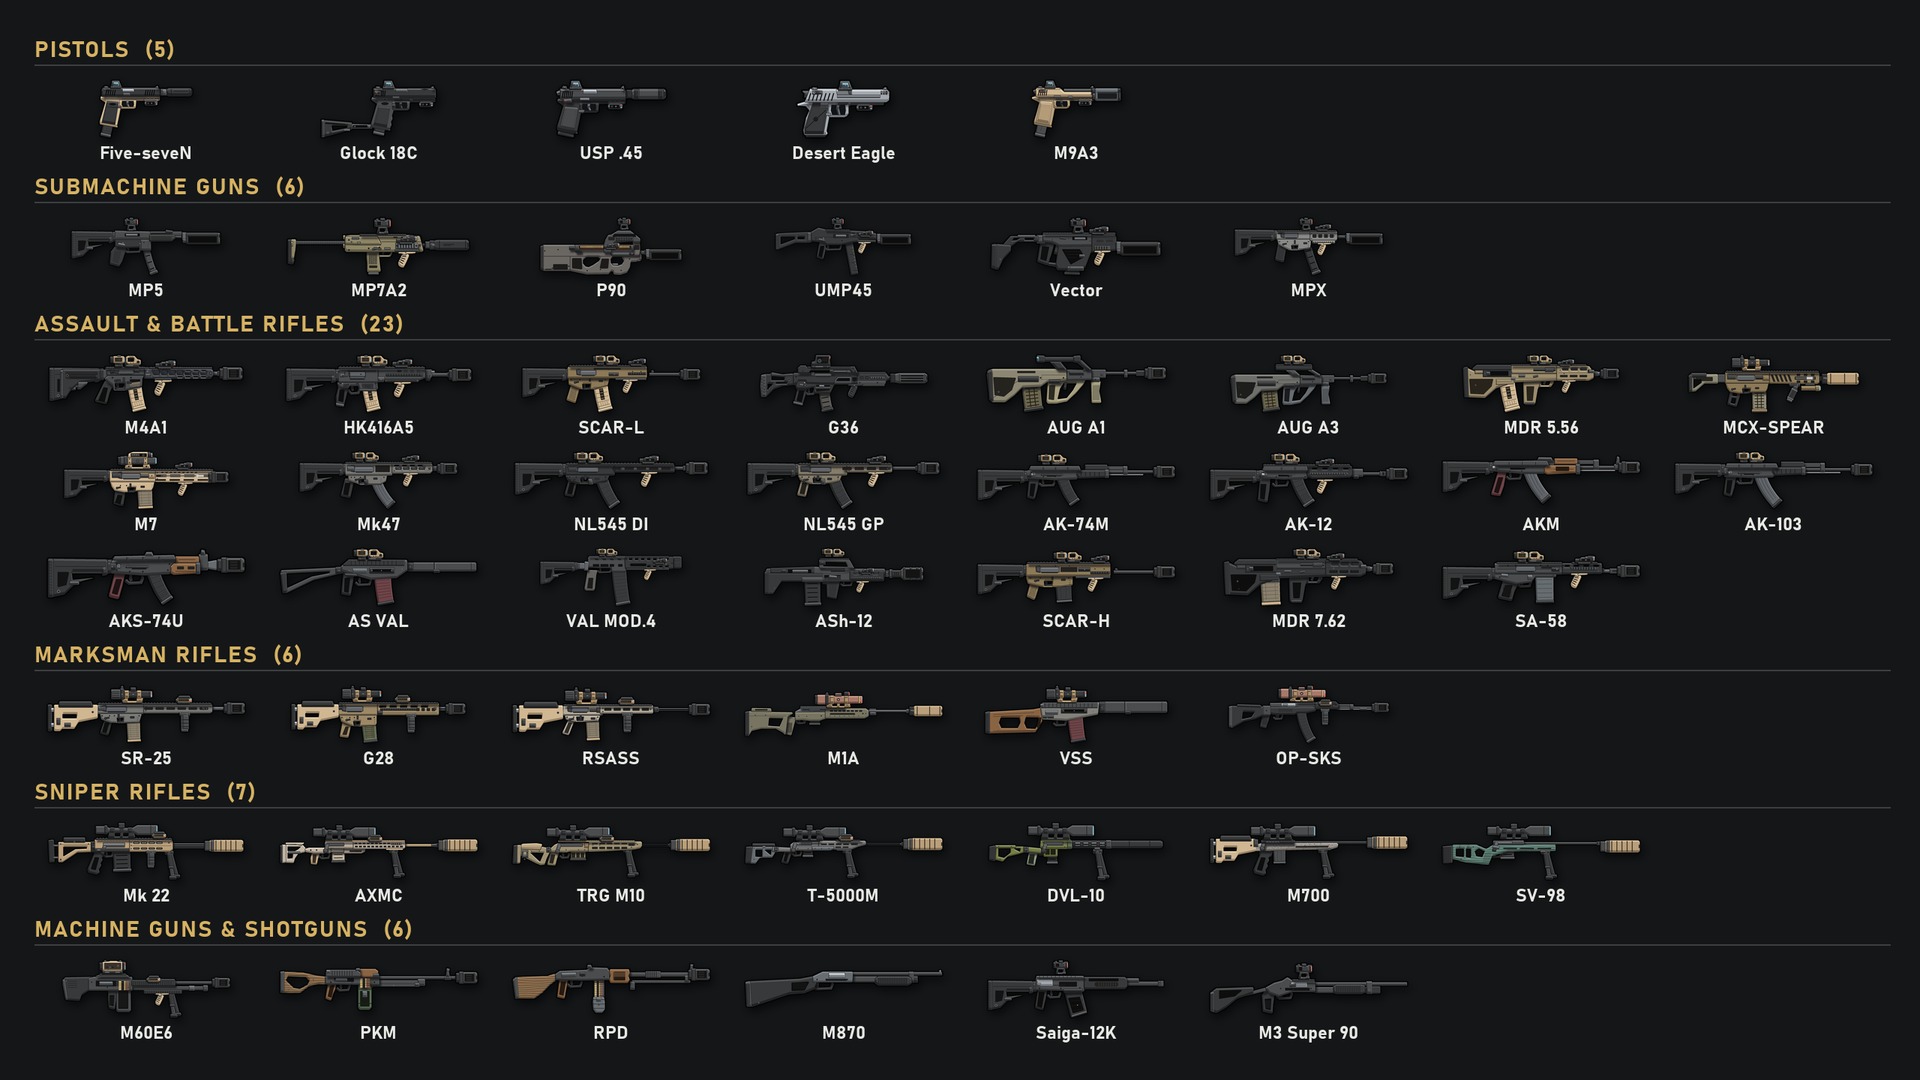 PISTOLS (5)
Five-seveN Glock 18C USP .45 Desert Eagle M9A3
SUBMACHINE GUNS (6)
MP5 MP7A2 P90 UMP45 Vector MPX
ASSAULT & BATTLE RIFLES (23)
M4A1 HK416A5 SCAR-L G36 AUG A1 AUG A3 MDR 5.56 MCX-SPEAR
M7 Mk47 NL545 DI NL545 GP AK-74M AK-12 AKM AK-103
AKS-74U AS VAL VAL MOD.4 ASh-12 SCAR-H MDR 7.62 SA-58
MARKSMAN RIFLES (6)
SR-25 G28 RSASS M1A VSS OP-SKS
SNIPER RIFLES (7)
Mk 22 AXMC TRG M10 T-5000M DVL-10 M700 SV-98
MACHINE GUNS & SHOTGUNS (6)
M60E6 PKM RPD M870 Saiga-12K M3 Super 90